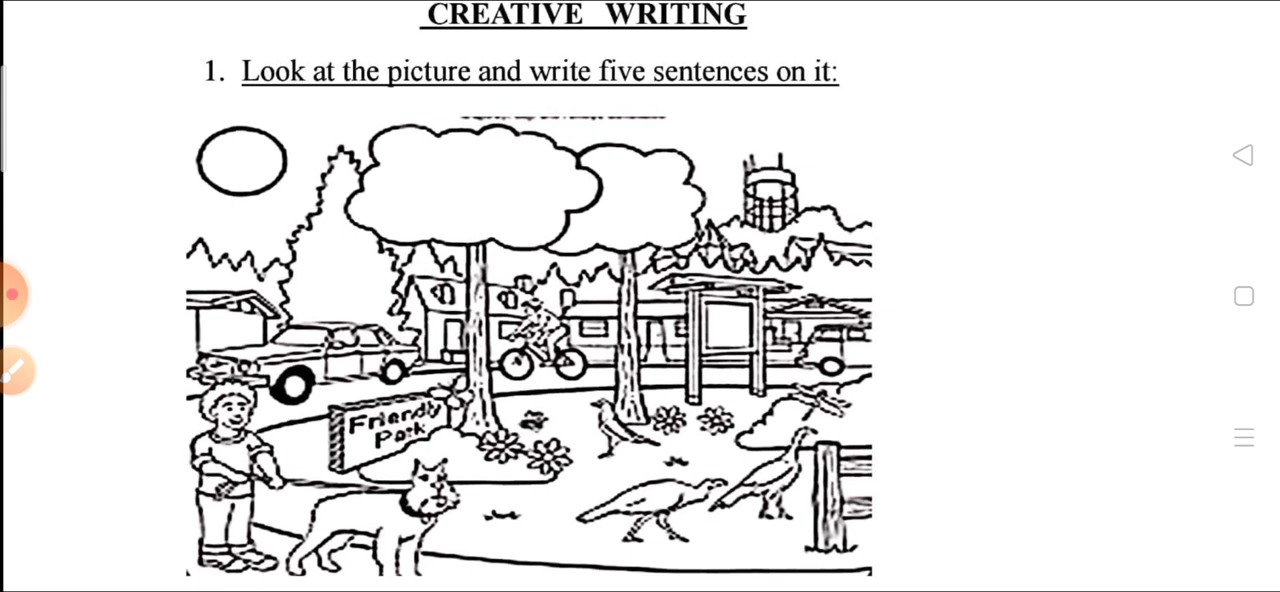 CREATIVE WRITING
1. Look at the picture and write five sentences on it:
Friendly
Park